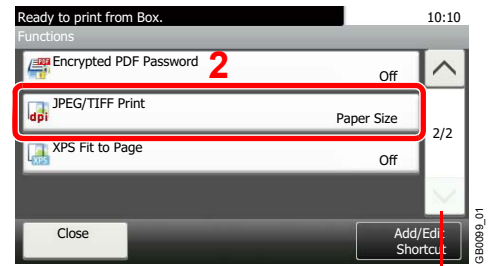 Ready to print from Box. 10:10
Functions
Encrypted PDF Password 2
Off
JPEG/TIFF Print
dpi
Paper Size
2/2
XPS Fit to Page
XPS
Off
Close
Add/Edit
Shortcut
GB0099_01